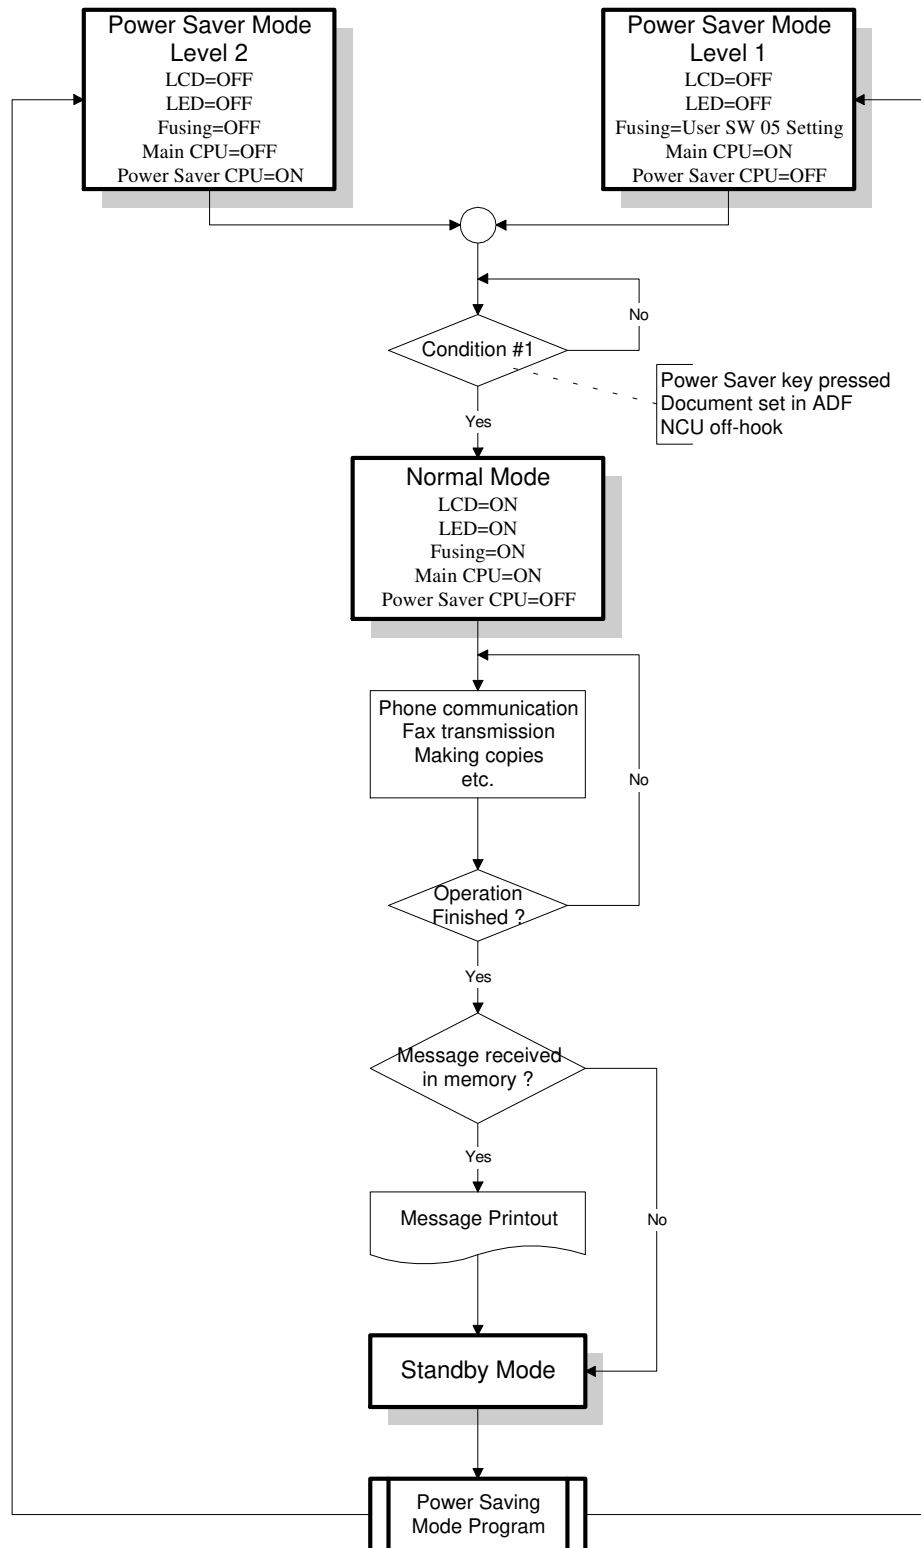 Power Saver Mode
Level 2
LCD=OFF
LED=OFF
Fusing=OFF
Main CPU=OFF
Power Saver CPU=ON
Power Saver Mode
Level 1
LCD=OFF
LED=OFF
Fusing=User SW 05 Setting
Main CPU=ON
Power Saver CPU=OFF
No
Condition #1
Power Saver key pressed
Document set in ADF
NCU off-hook
Yes
Normal Mode
LCD=ON
LED=ON
Fusing=ON
Main CPU=ON
Power Saver CPU=OFF
Phone communication
Fax transmission
Making copies
etc.
No
Operation
Finished ?
Yes
Message received
in memory ?
Yes
Message Printout
No
Standby Mode
Power Saving
Mode Program